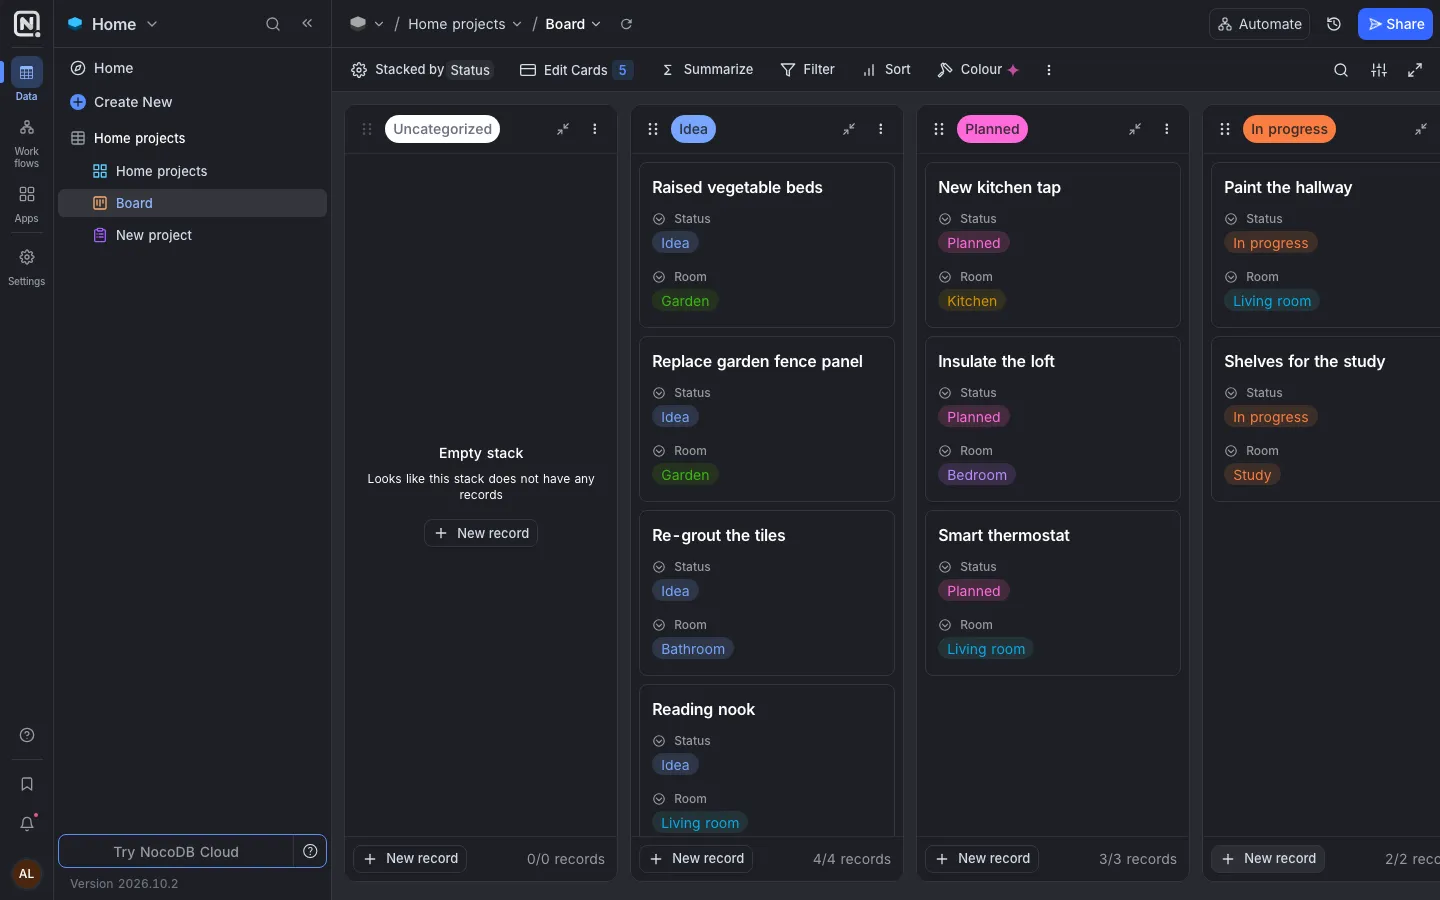 Home
Home projects
Board
Automate
Share
Data
Work
flows
Apps
Settings
Home
Create New
Home projects
Home projects
Board
New project
Stacked by Status
Edit Cards 5
Summarize
Filter
Sort
Colour
Uncategorized
Empty stack
Looks like this stack does not have any
records
New record
New record
0/0 records
Idea
Raised vegetable beds
Status
Idea
Room
Garden
Replace garden fence panel
Status
Idea
Room
Garden
Re-grout the tiles
Status
Idea
Room
Bathroom
Reading nook
Status
Idea
Room
Living room
New record
4/4 records
Planned
New kitchen tap
Status
Planned
Room
Kitchen
Insulate the loft
Status
Planned
Room
Bedroom
Smart thermostat
Status
Planned
Room
Living room
New record
3/3 records
In progress
Paint the hallway
Status
In progress
Room
Living room
Shelves for the study
Status
In progress
Room
Study
New record
2/2 reco
Try NocoDB Cloud
AL
Version 2026.10.2